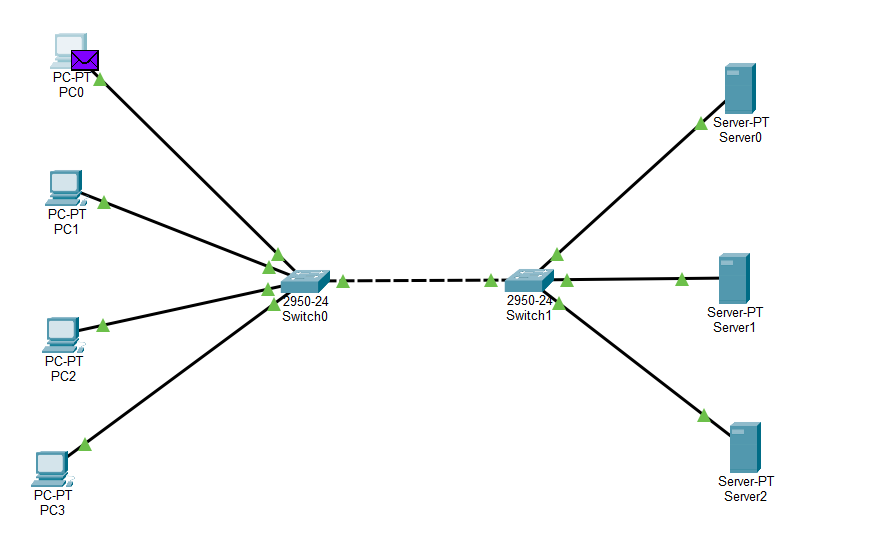 PC-PT
PC0
PC-PT
PC1
PC-PT
PC2
PC-PT
PC3
2950-24
Switch0
2950-24
Switch1
Server-PT
Server0
Server-PT
Server1
Server-PT
Server2